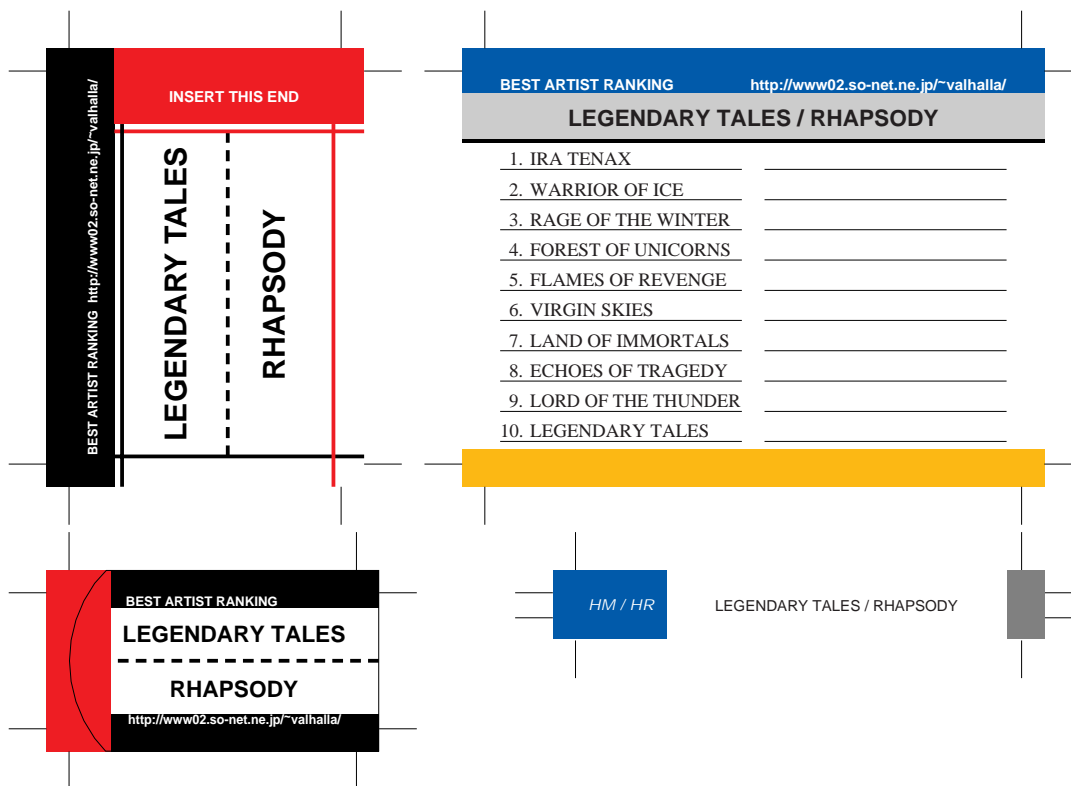 INSERT THIS END
BEST ARTIST RANKING http://www02.so-net.ne.jp/~valhalla/
LEGENDARY TALES
RHAPSODY
BEST ARTIST RANKING http://www02.so-net.ne.jp/~valhalla/
LEGENDARY TALES / RHAPSODY
1. IRA TENAX
2. WARRIOR OF ICE
3. RAGE OF THE WINTER
4. FOREST OF UNICORNS
5. FLAMES OF REVENGE
6. VIRGIN SKIES
7. LAND OF IMMORTALS
8. ECHOES OF TRAGEDY
9. LORD OF THE THUNDER
10. LEGENDARY TALES
BEST ARTIST RANKING
LEGENDARY TALES
RHAPSODY
http://www02.so-net.ne.jp/~valhalla/
HM / HR
LEGENDARY TALES / RHAPSODY